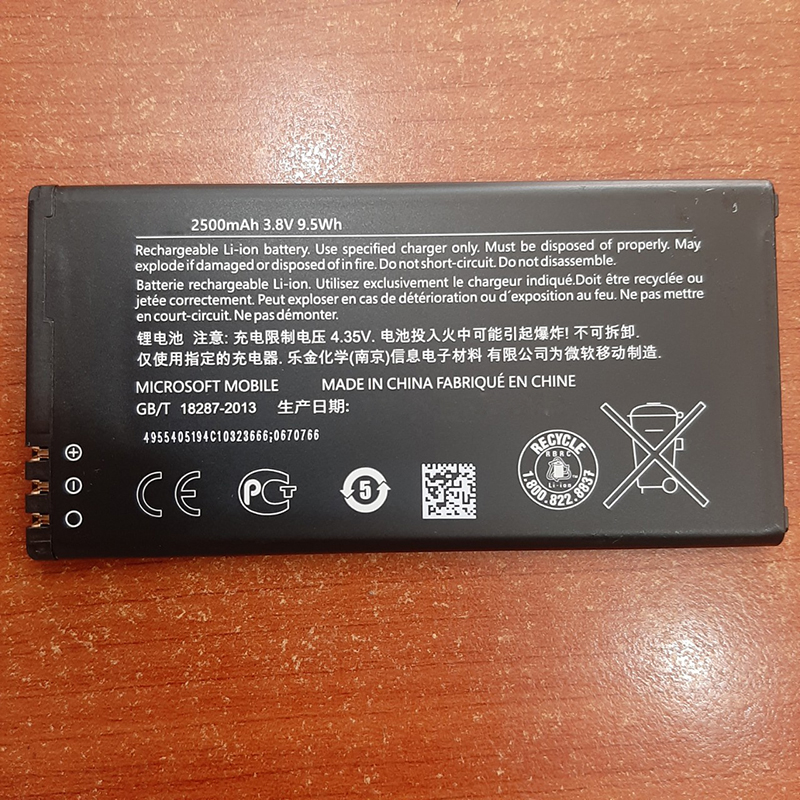 2500mAh 3.8V 9.5Wh
Rechargeable Li-ion battery. Use specified charger only. Must be disposed of properly. May
explode if damaged or disposed of in fire. Do not short-circuit. Do not disassemble.
Batterie rechargeable Li-ion. Utilisez exclusivement le chargeur indiqué.Doit être recyclée ou
jetée correctement. Peut exploser en cas de détérioration ou d´exposition au feu. Ne pas mettre
en court-circuit. Ne pas démonter.
锂电池 注意: 充电限制电压 4.35V. 电池投入火中可能引起爆炸! 不可拆卸.
仅使用指定的充电器. 乐金化学(南京)信息电子材料 有限公司为微软移动制造.
MICROSOFT MOBILE MADE IN CHINA FABRIQUÉ EN CHINE
GB/T 18287-2013 生产日期:
4955405194C10323666;0670766
CE PCT 5
RECYCLE
RBRC
Li-ion
1.800.822.8837